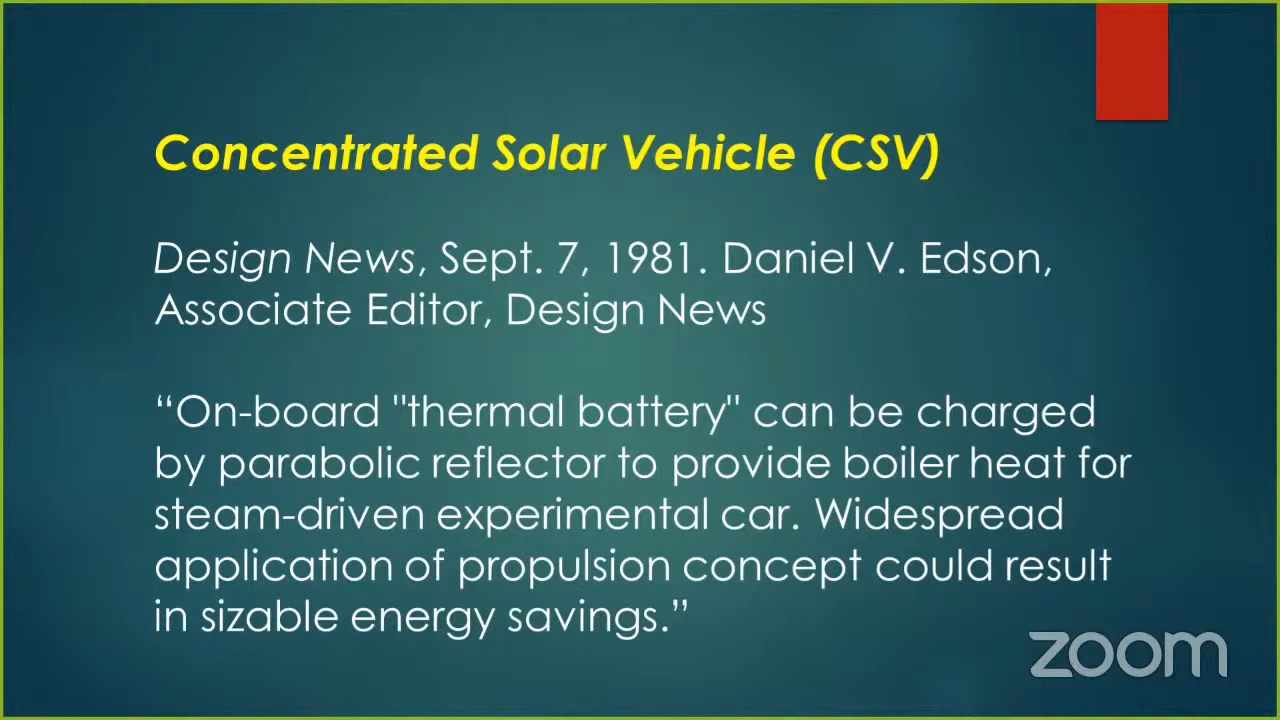 Concentrated Solar Vehicle (CSV)
Design News, Sept. 7, 1981. Daniel V. Edson,
Associate Editor, Design News
“On-board "thermal battery" can be charged
by parabolic reflector to provide boiler heat for
steam-driven experimental car. Widespread
application of propulsion concept could result
in sizable energy savings.”
zoom